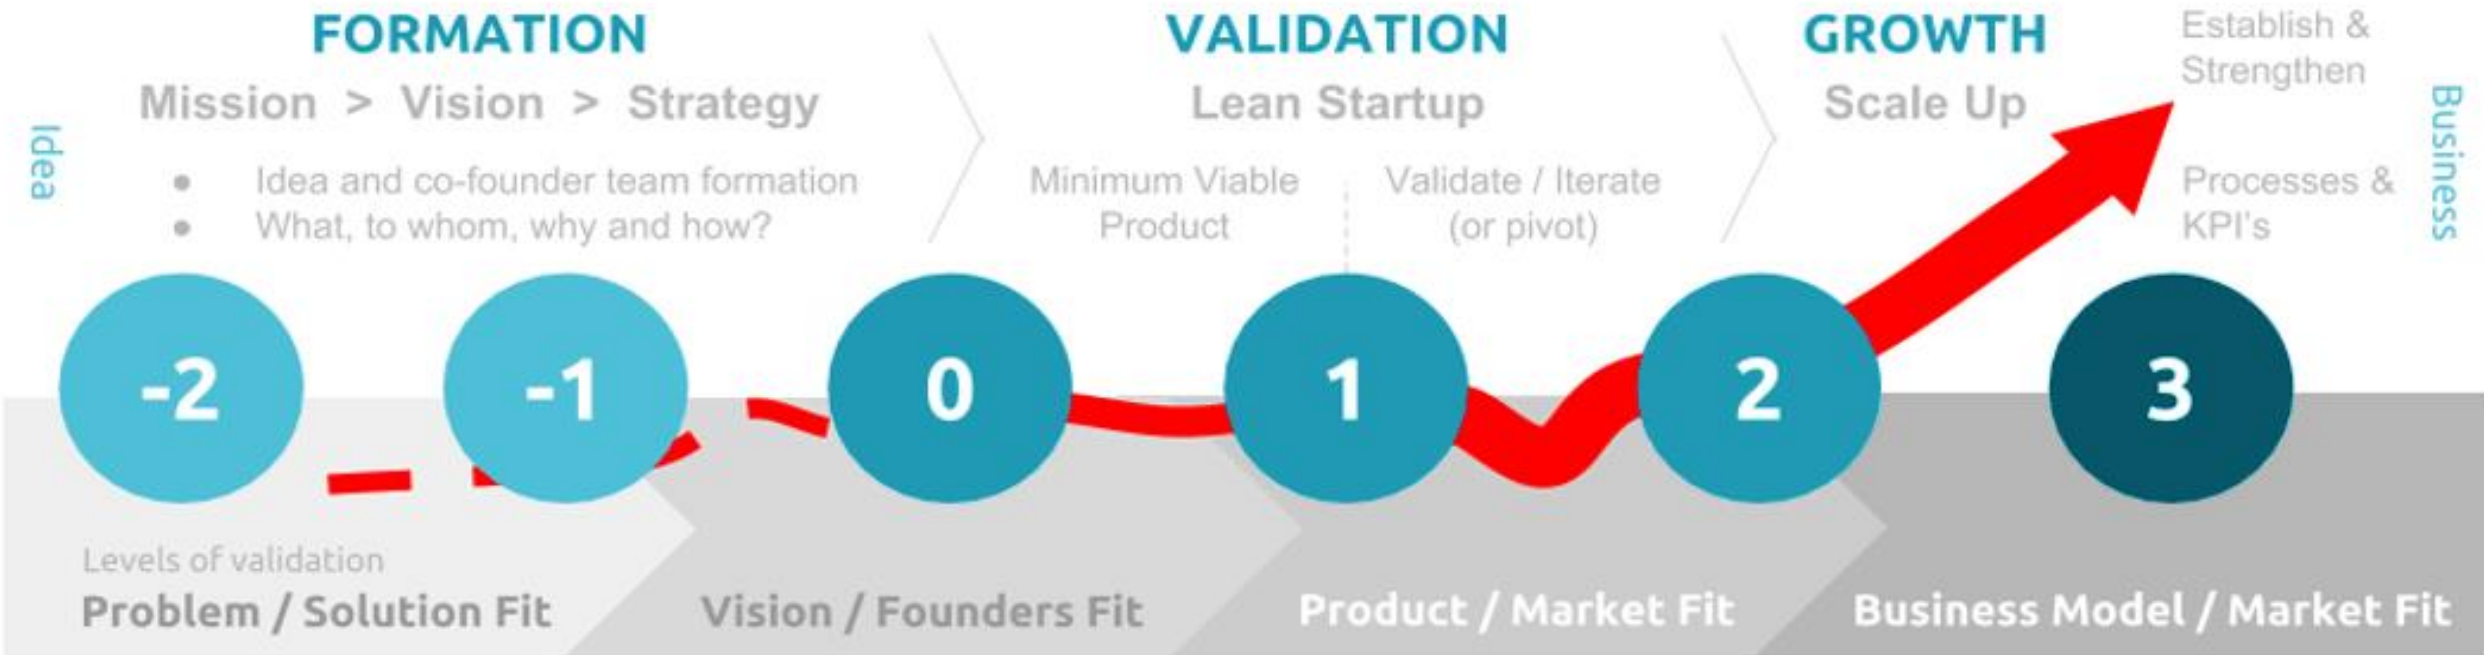 FORMATION
Mission > Vision > Strategy
Idea
• Idea and co-founder team formation
• What, to whom, why and how?
VALIDATION
Lean Startup
Minimum Viable
Product
Validate / Iterate
(or pivot)
GROWTH
Scale Up
Establish &
Strengthen
Processes &
KPI's
Business
-2
-1
0
1
2
3
Levels of validation
Problem / Solution Fit
Vision / Founders Fit
Product / Market Fit
Business Model / Market Fit